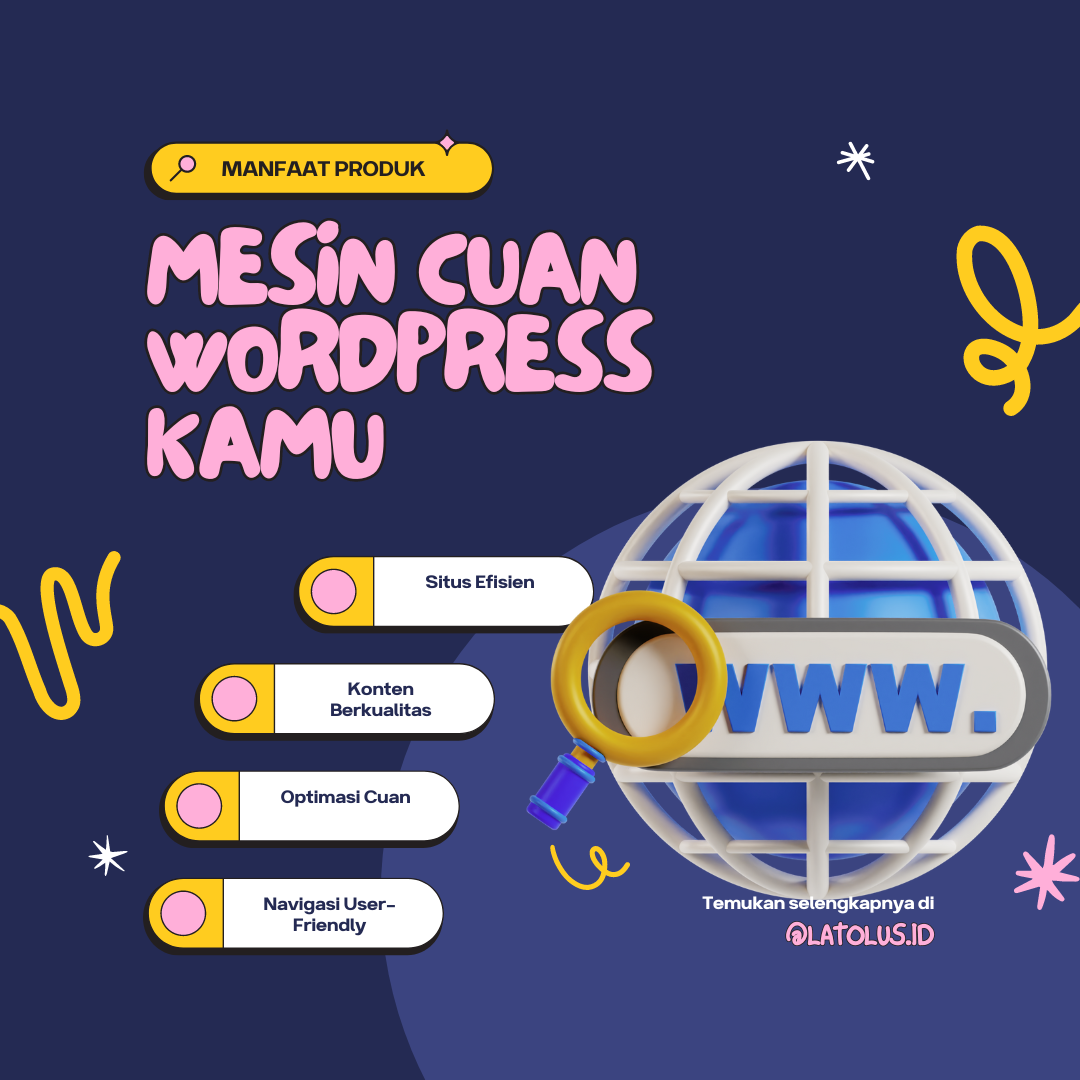 MANFAAT PRODUK
MESIN CUAN
WORDPRESS
KAMU
Situs Efisien
Konten
Berkualitas
Optimasi Cuan
Navigasi User-
Friendly
WWW.
Temukan selengkapnya di
@LATOLUS.ID